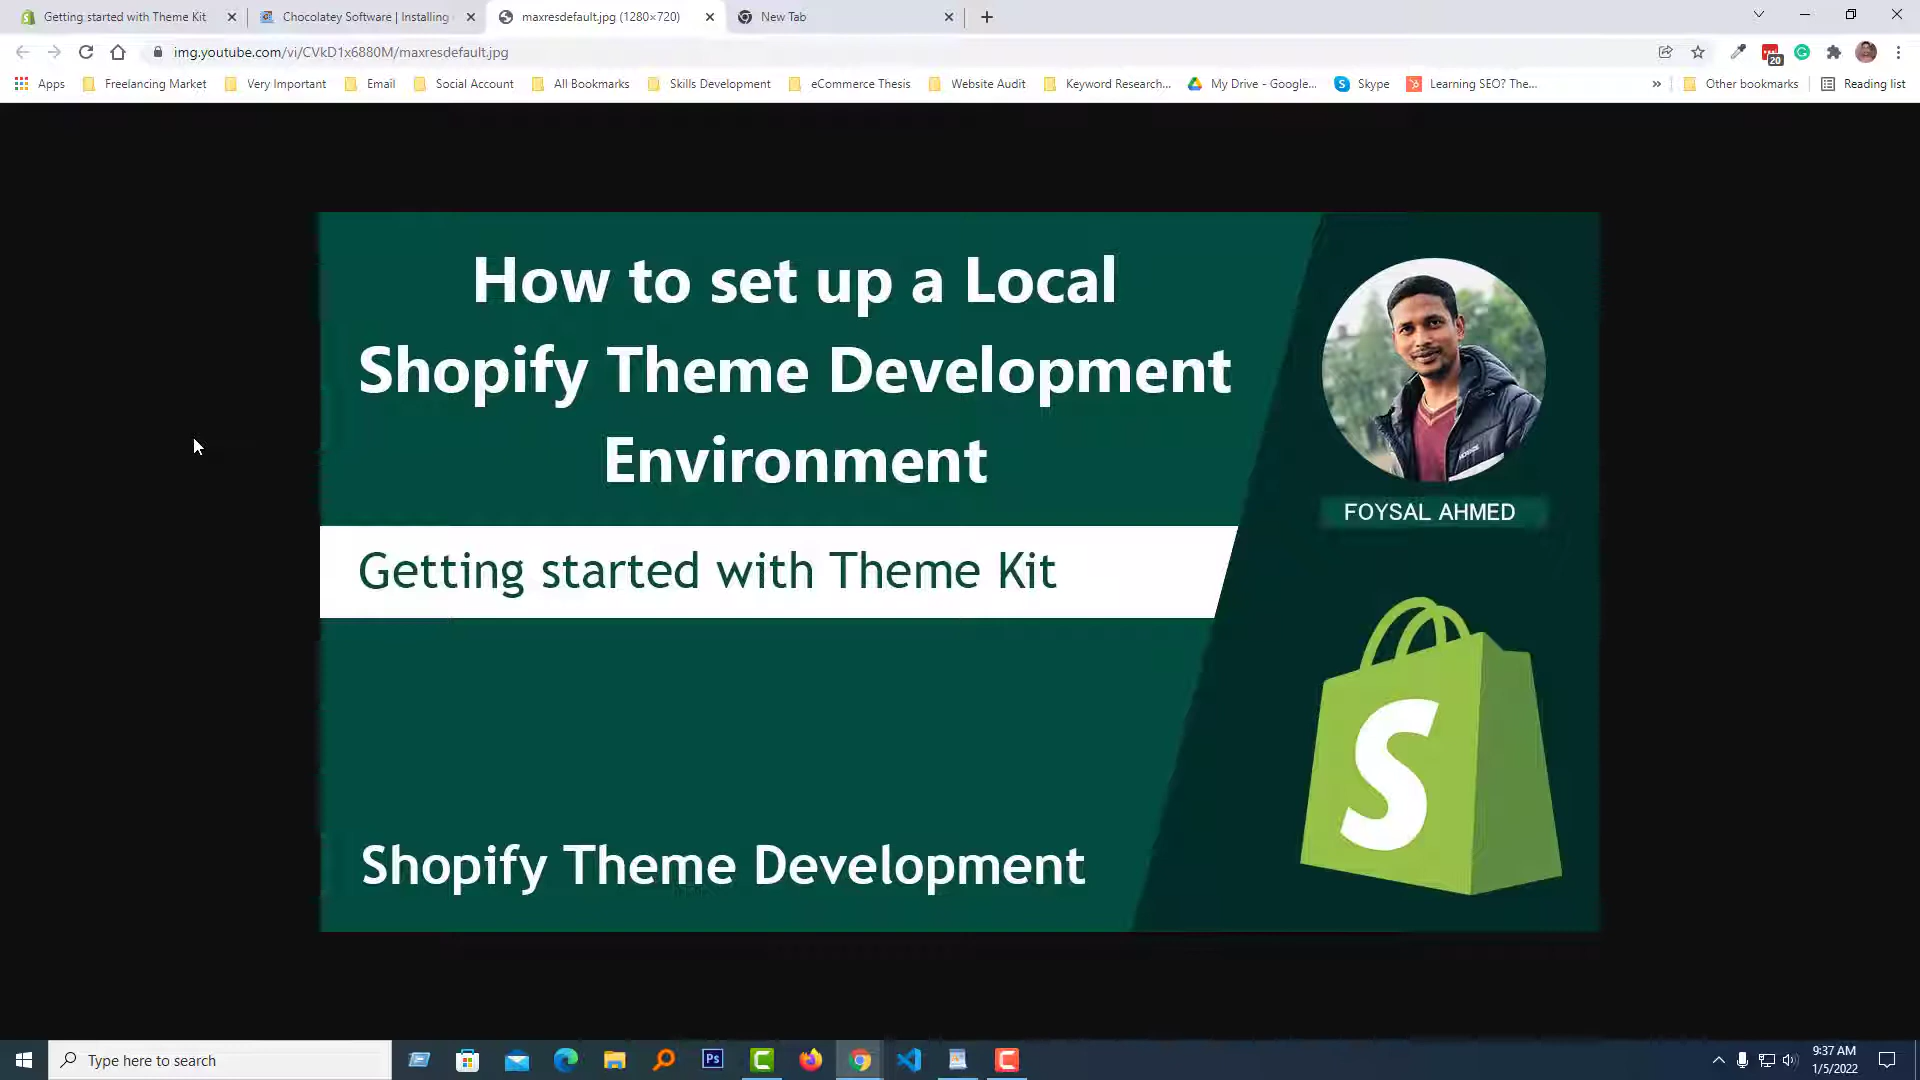 Getting started with Theme Kit
Chocolatey Software | Installing
maxresdefault.jpg (1280×720)
New Tab
img.youtube.com/vi/CVkD1x6880M/maxresdefault.jpg
20
Apps
Freelancing Market
Very Important
Email
Social Account
All Bookmarks
Skills Development
eCommerce Thesis
Website Audit
Keyword Research...
My Drive - Google...
Skype
Learning SEO? The...
»
Other bookmarks
Reading list
How to set up a Local
Shopify Theme Development
Environment
FOYSAL AHMED
Getting started with Theme Kit
S
Shopify Theme Development
Type here to search
Ps
9:37 AM
1/5/2022